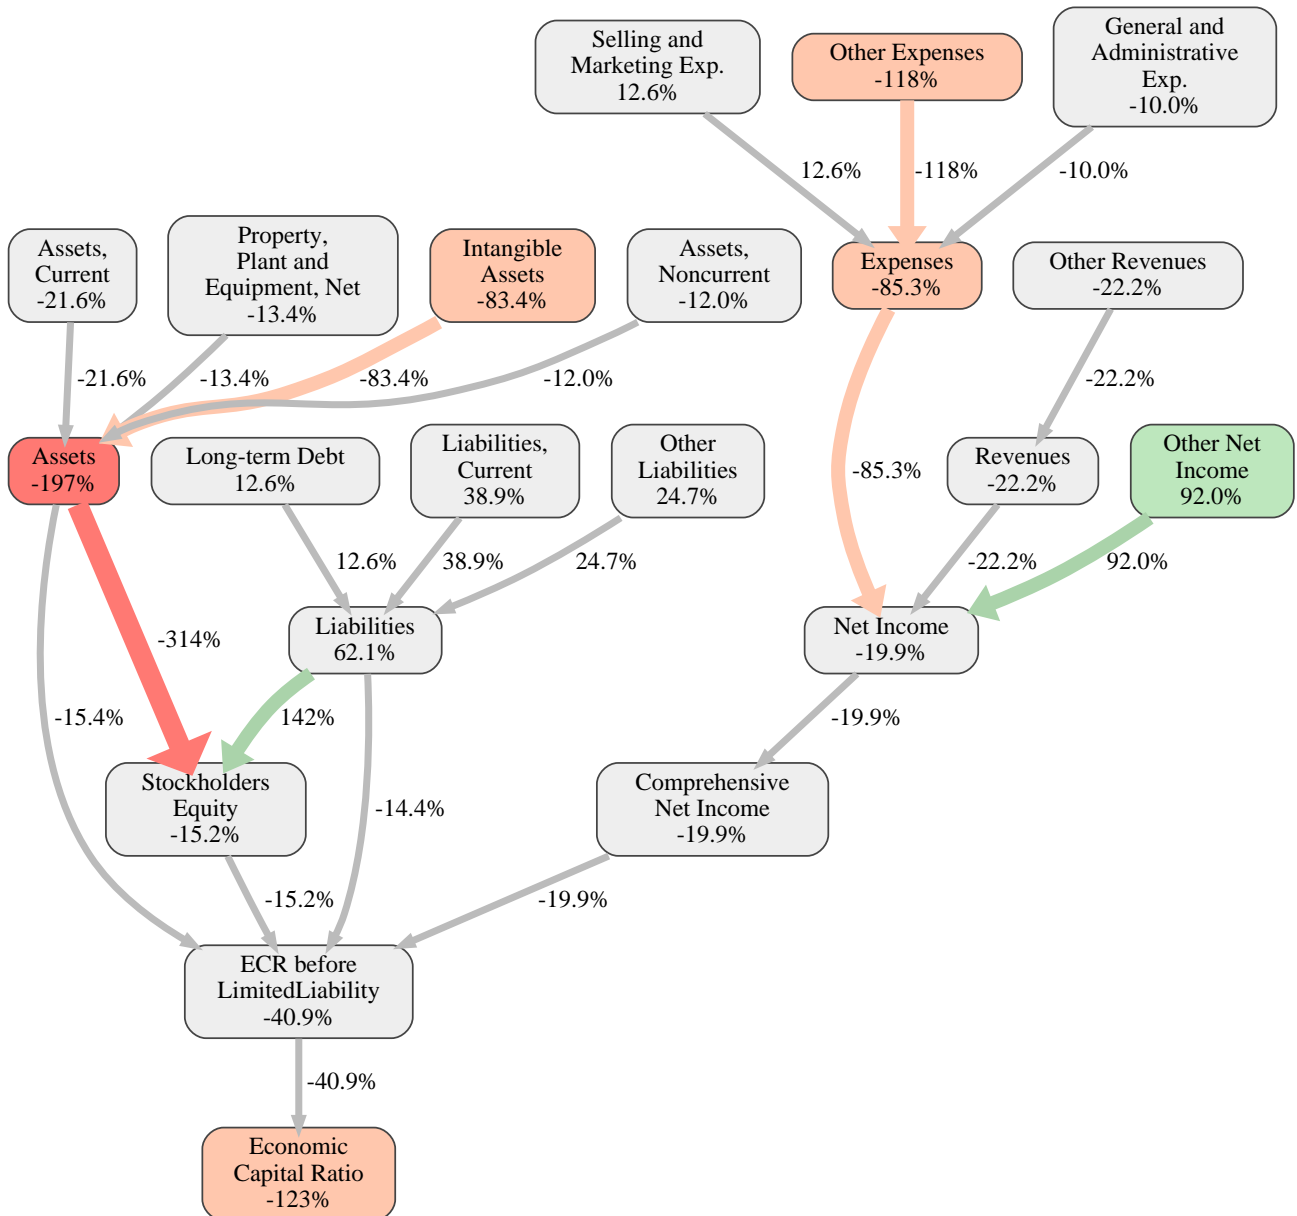 Selling and
Marketing Exp.
12.6%
Other Expenses
-118%
General and
Administrative
Exp.
-10.0%
12.6%
-118%
-10.0%
Assets,
Current
-21.6%
Property,
Plant and
Equipment, Net
-13.4%
Intangible
Assets
-83.4%
Assets,
Noncurrent
-12.0%
Expenses
-85.3%
Other Revenues
-22.2%
-21.6%
-13.4%
-83.4%
-12.0%
-22.2%
Assets
-197%
Long-term Debt
12.6%
Liabilities,
Current
38.9%
Other
Liabilities
24.7%
-85.3%
Revenues
-22.2%
Other Net
Income
92.0%
12.6%
38.9%
24.7%
-22.2%
92.0%
-314%
Liabilities
62.1%
Net Income
-19.9%
-15.4%
142%
-19.9%
Stockholders
Equity
-15.2%
-14.4%
Comprehensive
Net Income
-19.9%
-15.2%
-19.9%
ECR before
LimitedLiability
-40.9%
-40.9%
Economic
Capital Ratio
-123%